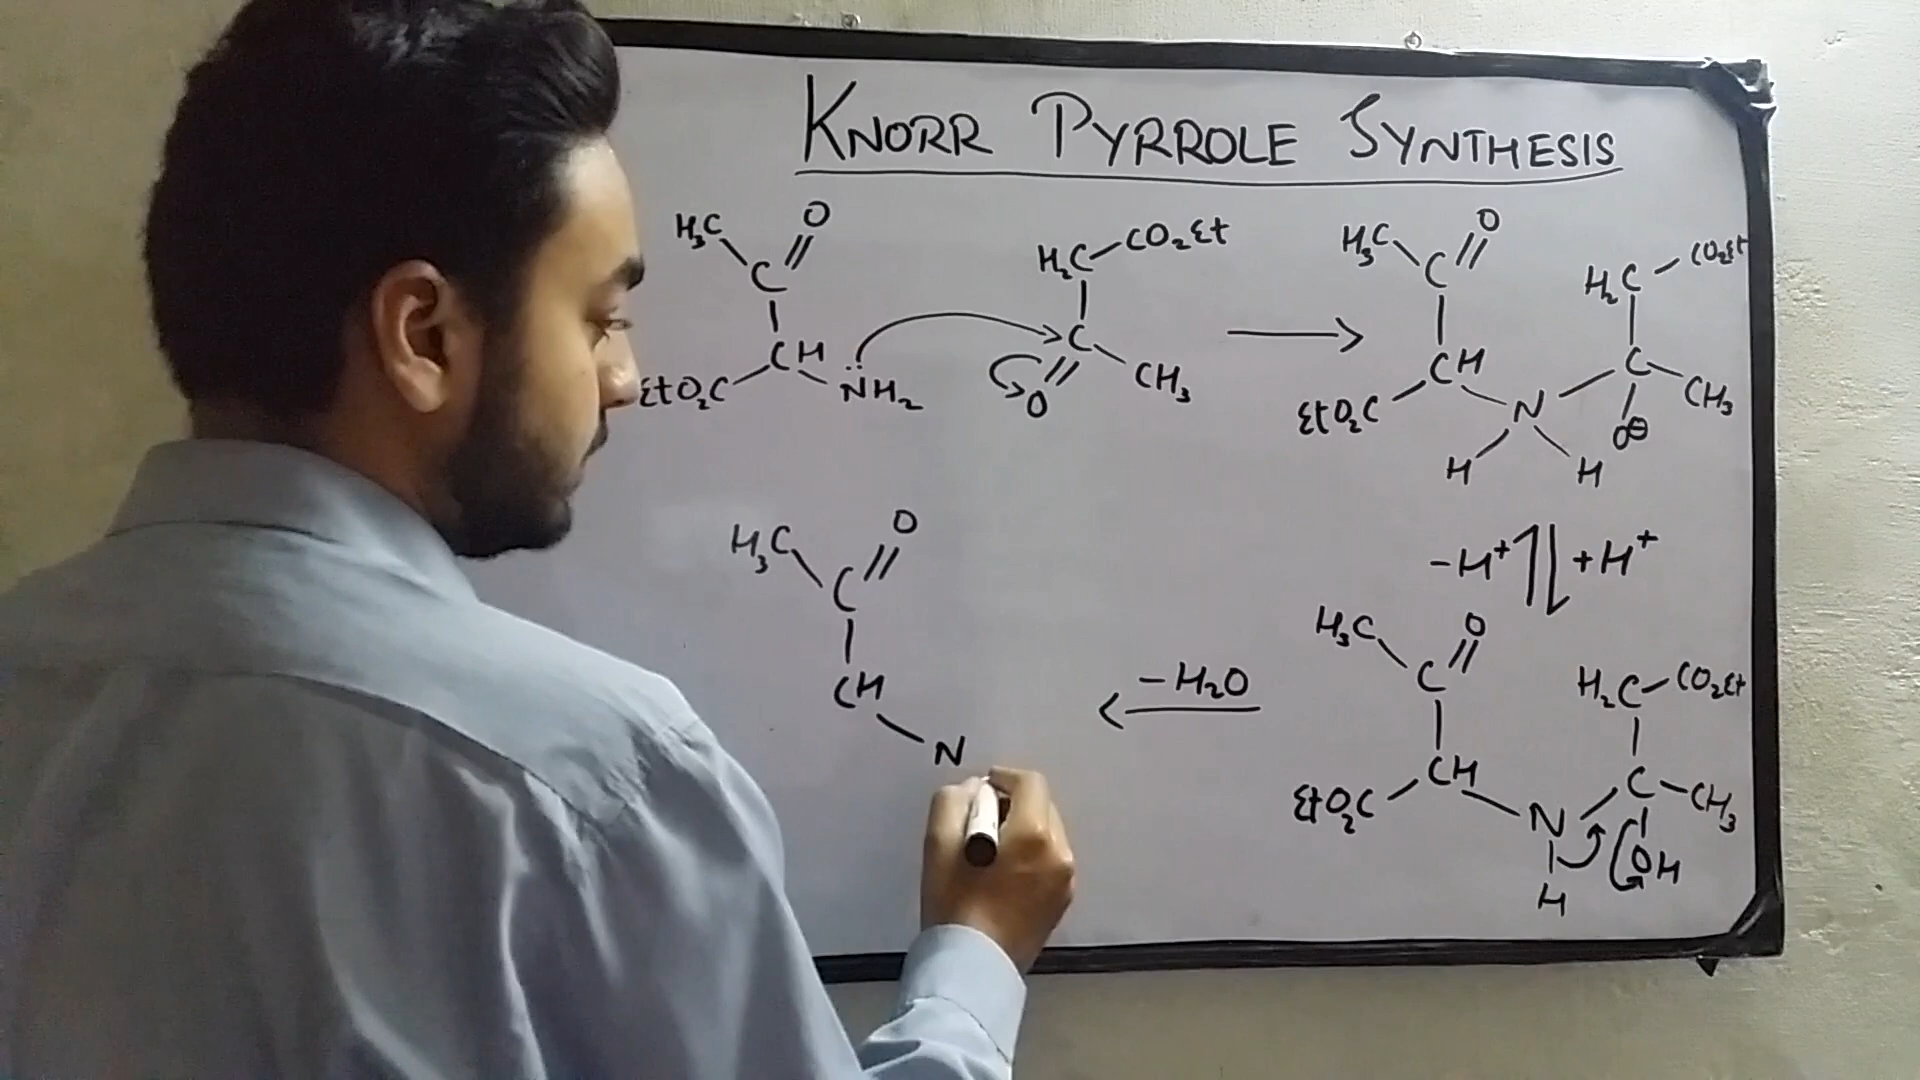 KNORR PYRROLE SYNTHESIS
H₃C O
C
CH
EtO₂C N̈H₂
H₂C CO₂Et
C
O CH₃
H₃C O
C
CH
EtO₂C N
H H
H₂C CO₂Et
C
CH₃
O⊖
-H⁺ +H⁺
H₃C O
C
CH
EtO₂C N
H
H₂C CO₂Et
C CH₃
OH
-H₂O
H₃C O
C
CH
N